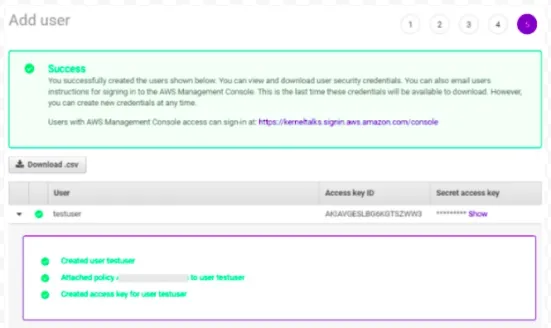 Add user
1 2 3 4 5
Success
You successfully created the users shown below. You can view and download user security credentials. You can also email users
instructions for signing in to the AWS Management Console. This is the last time these credentials will be available to download. However,
you can create new credentials at any time.
Users with AWS Management Console access can sign-in at: https://kerneltalks.signin.aws.amazon.com/console
Download .csv
User Access key ID Secret access key
testuser ********* Show
Created user testuser
Attached policy to user testuser
Created access key for user testuser